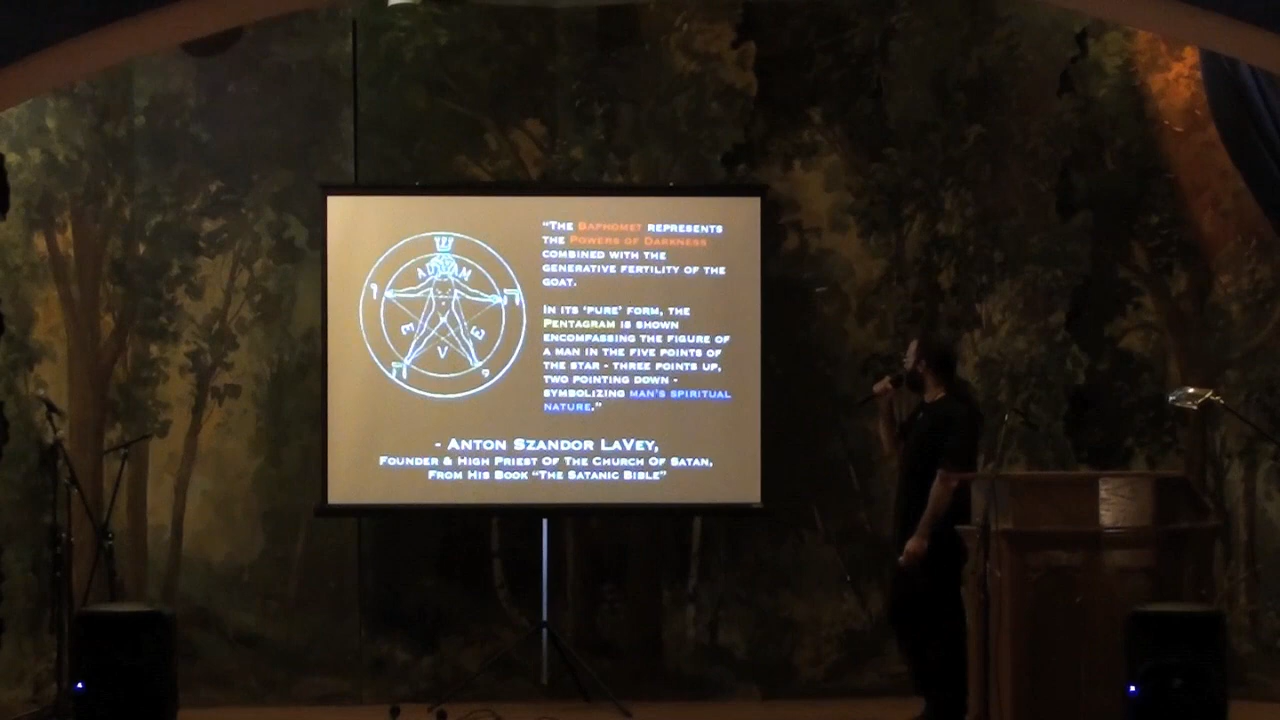 "THE BAPHOMET REPRESENTS
THE POWERS OF DARKNESS
COMBINED WITH THE
GENERATIVE FERTILITY OF THE
GOAT.
IN ITS 'PURE' FORM, THE
PENTAGRAM IS SHOWN
ENCOMPASSING THE FIGURE OF
A MAN IN THE FIVE POINTS OF
THE STAR - THREE POINTS UP,
TWO POINTING DOWN -
SYMBOLIZING MAN'S SPIRITUAL
NATURE."
- ANTON SZANDOR LAVEY,
FOUNDER & HIGH PRIEST OF THE CHURCH OF SATAN,
FROM HIS BOOK "THE SATANIC BIBLE"